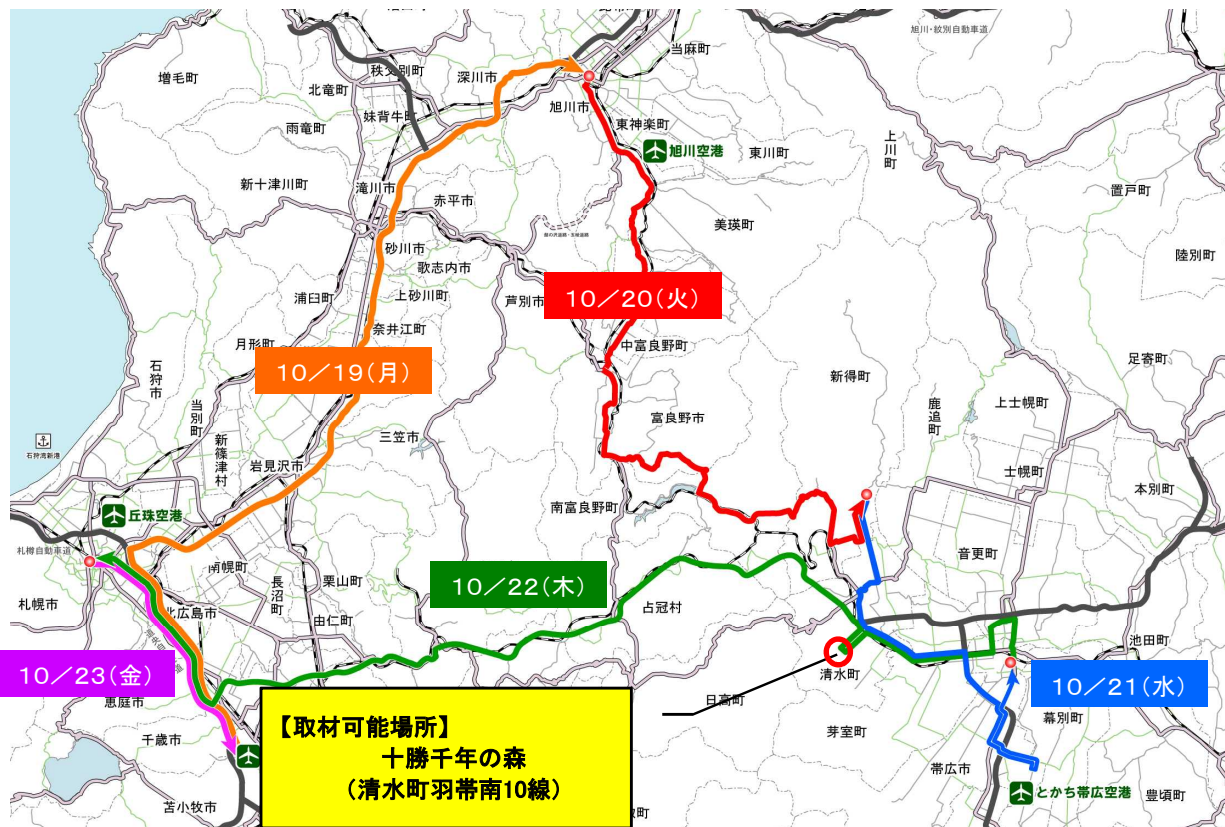 旭川・紋別自動車道
当麻町
増毛町
秩父別町
深川市
北竜町
旭川市
妹背牛町
雨竜町
東神楽町
上川町
旭川空港
東川町
置戸町
新十津川町
滝川市
赤平市
美瑛町
砂川市
陸別町
歌志内市
浦臼町
上砂川町
芦別市
10／20(火)
奈井江町
月形町
中富良野町
石狩市
10／19(月)
新得町
足寄町
当別町
鹿追町
上士幌町
新篠津村
富良野市
三笠市
石狩湾新港
岩見沢市
士幌町
本別町
南富良野町
丘珠空港
札樽自動車道
南幌町
音更町
長沼町
栗山町
10／22(木)
占冠村
札幌市
北広島市
由仁町
池田町
清水町
10／23(金)
10／21(水)
恵庭市
日高町
幕別町
千歳市
【取材可能場所】
十勝千年の森
(清水町羽帯南10線)
芽室町
帯広市
とかち帯広空港
豊頃町
苫小牧市